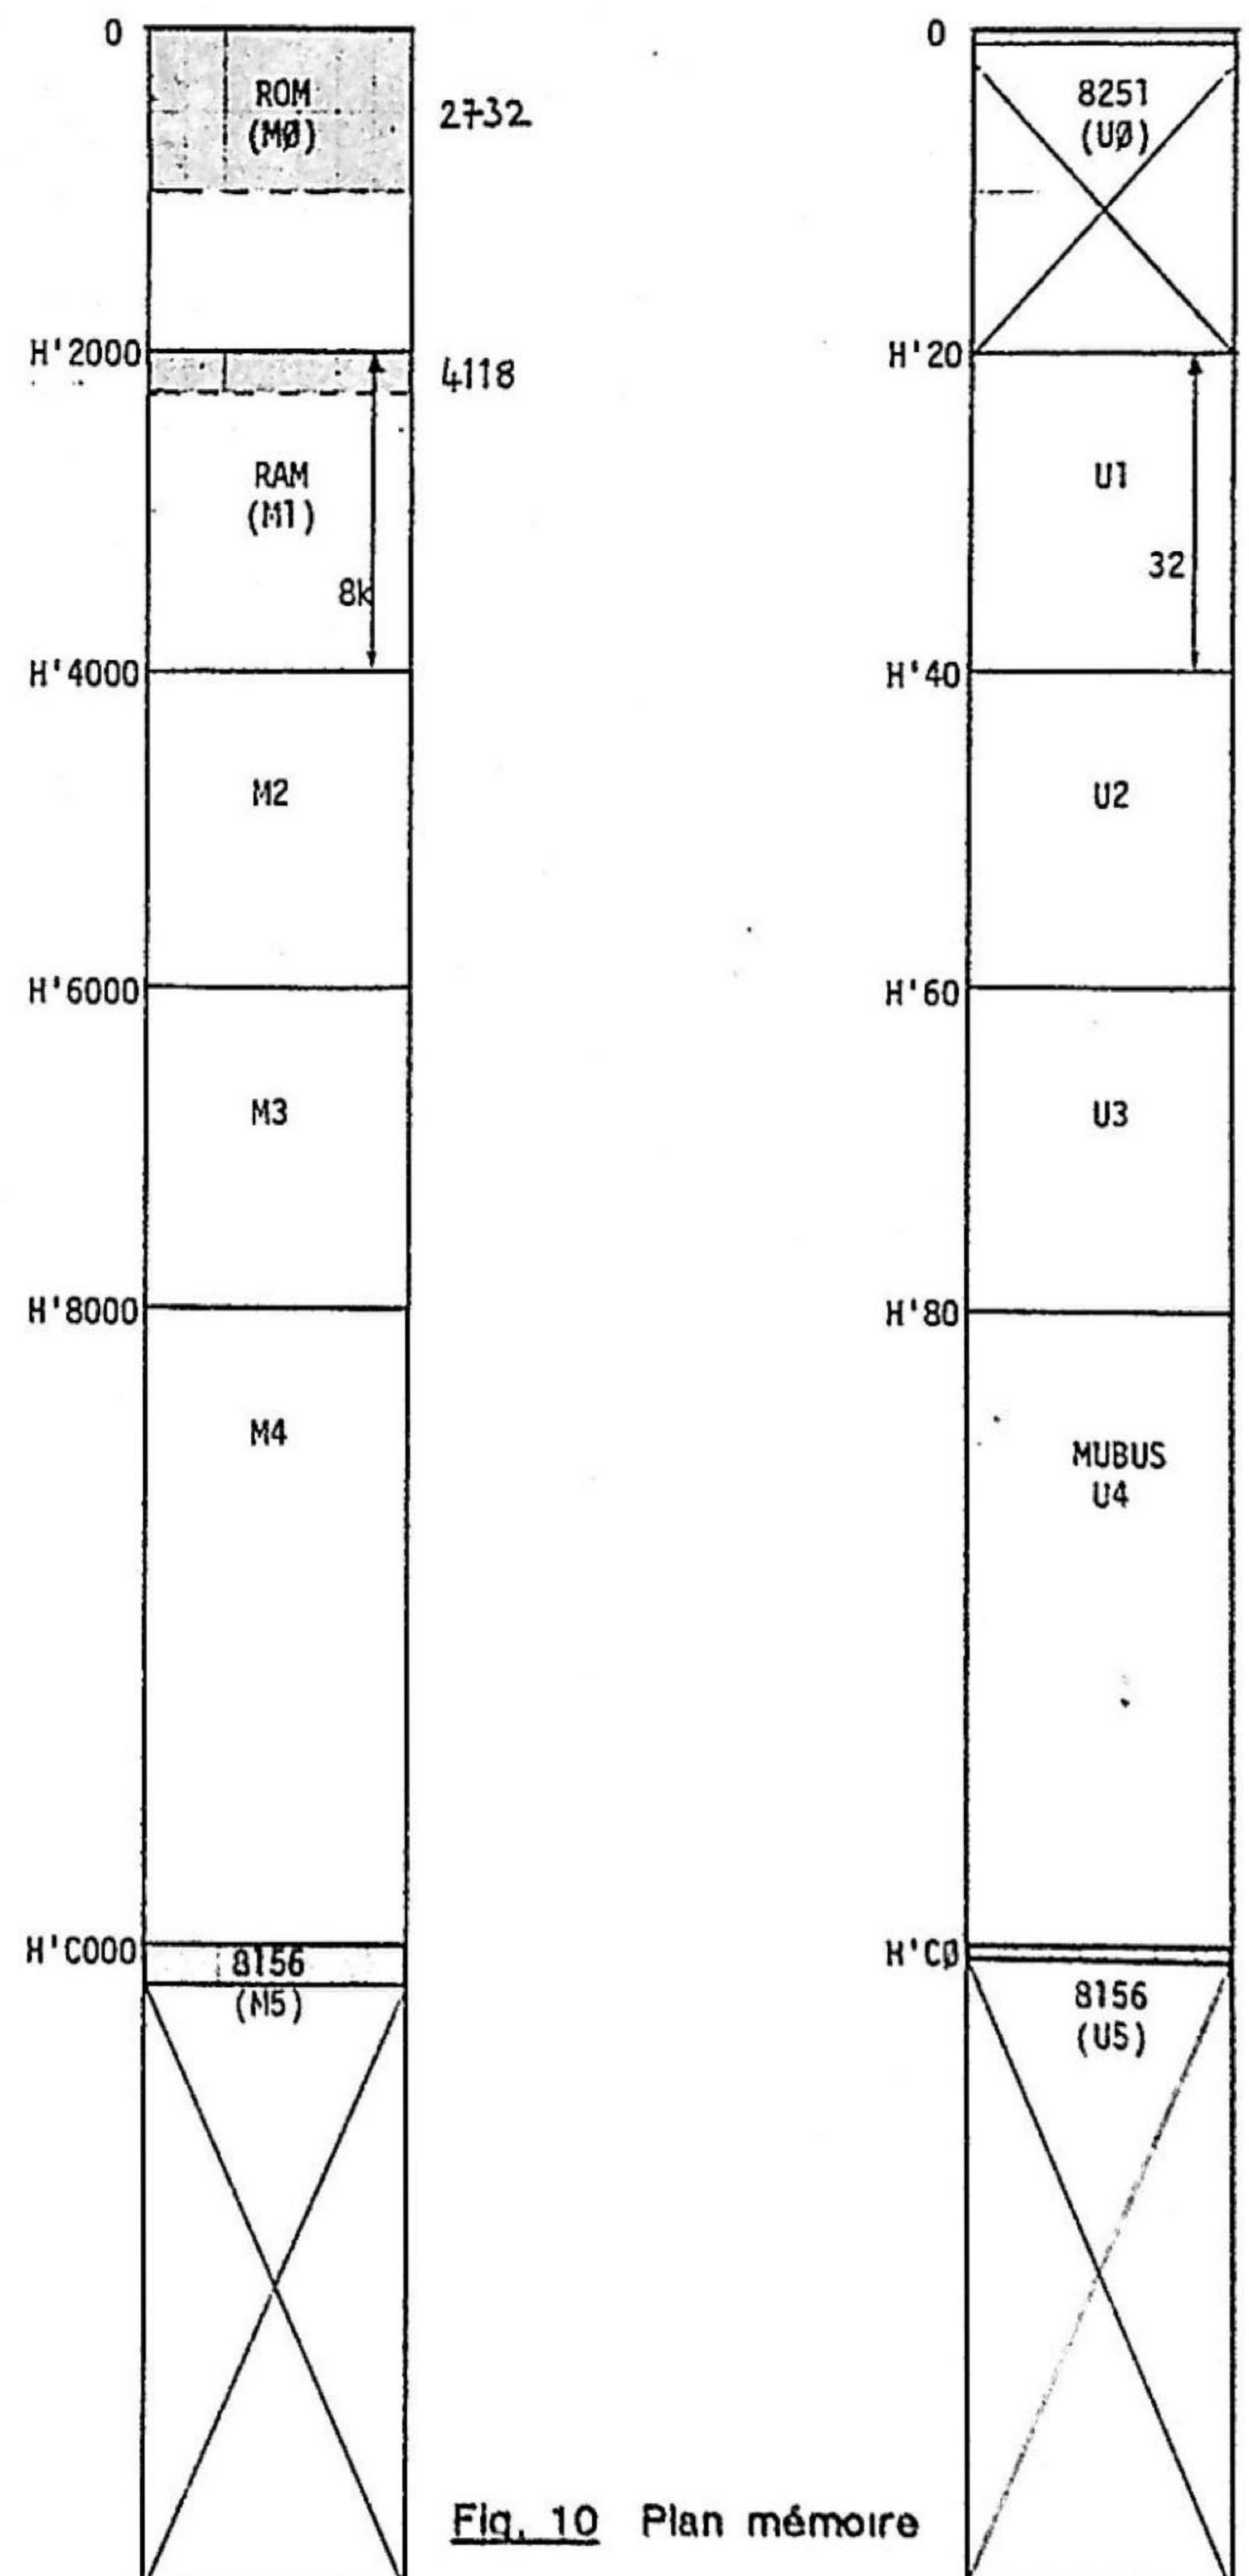 0
ROM
(MØ)
2732
H'2000
4118
RAM
(M1)
8k
H'4000
M2
H'6000
M3
H'8000
M4
H'C000
8156
(M5)
0
8251
(UØ)
H'20
U1
32
H'40
U2
H'60
U3
H'80
MUBUS
U4
H'CØ
8156
(U5)
Fig. 10 Plan mémoire